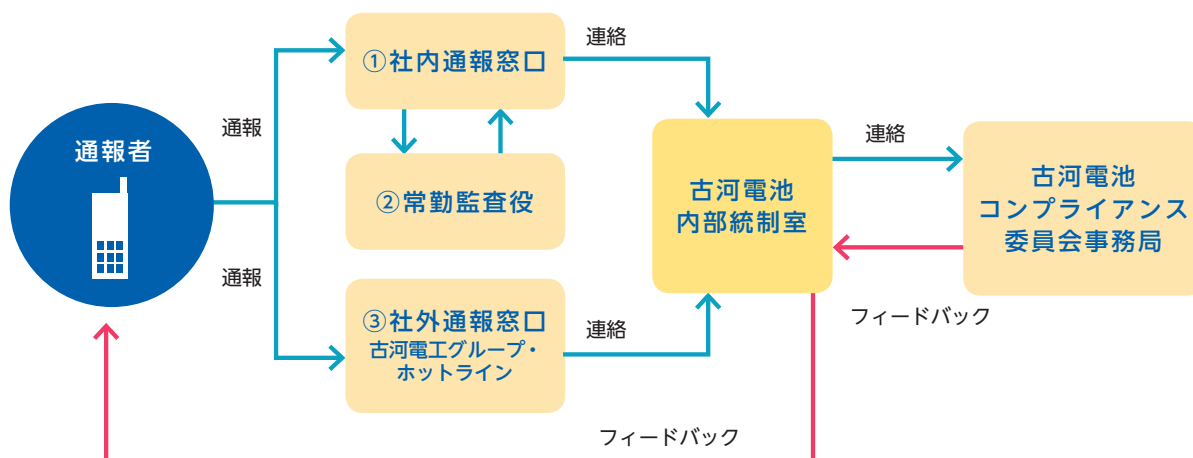 通報者
通報
通報
①社内通報窓口
②常勤監査役
③社外通報窓口
古河電工グループ・
ホットライン
連絡
連絡
古河電池
内部統制室
連絡
古河電池
コンプライアンス
委員会事務局
フィードバック
フィードバック